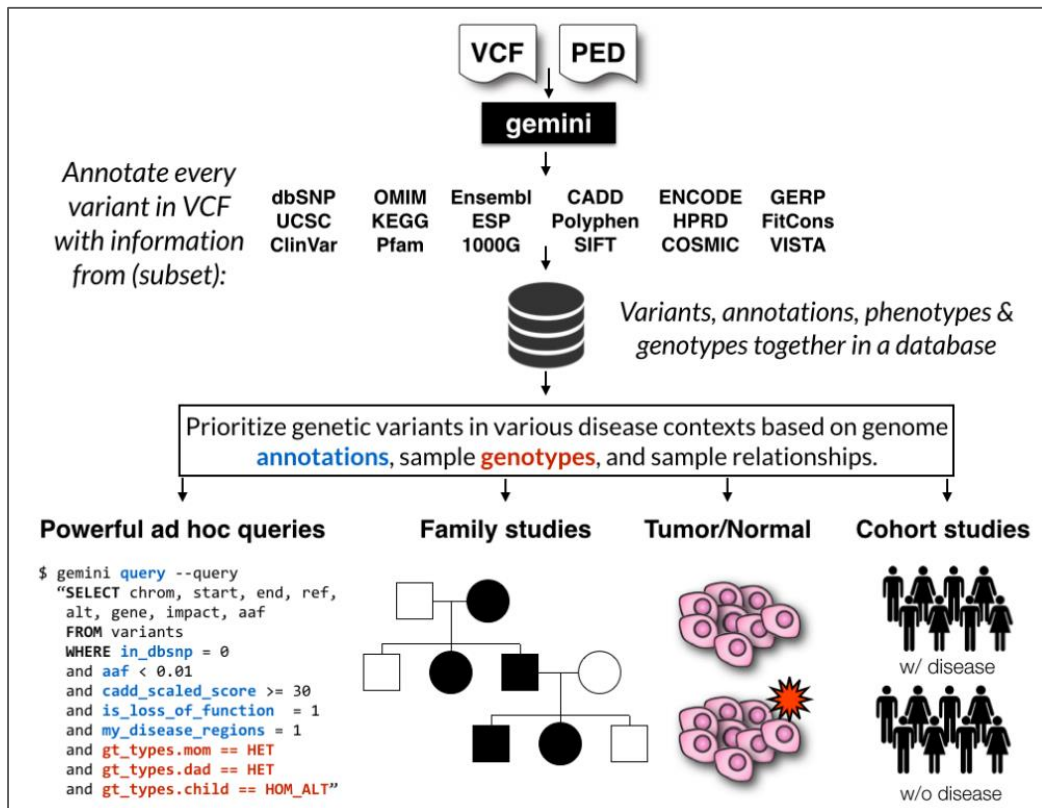 VCF PED
gemini
Annotate every
variant in VCF
with information
from (subset):
dbSNP OMIM Ensembl CADD ENCODE GERP
UCSC KEGG ESP Polyphen HPRD FitCons
ClinVar Pfam 1000G SIFT COSMIC VISTA
Variants, annotations, phenotypes &
genotypes together in a database
Prioritize genetic variants in various disease contexts based on genome
annotations, sample genotypes, and sample relationships.
Powerful ad hoc queries
$ gemini query --query
“SELECT chrom, start, end, ref,
alt, gene, impact, aaf
FROM variants
WHERE in_dbsnp = 0
and aaf < 0.01
and cadd_scaled_score >= 30
and is_loss_of_function = 1
and my_disease_regions = 1
and gt_types.mom == HET
and gt_types.dad == HET
and gt_types.child == HOM_ALT”
Family studies
Tumor/Normal
Cohort studies
w/ disease
w/o disease